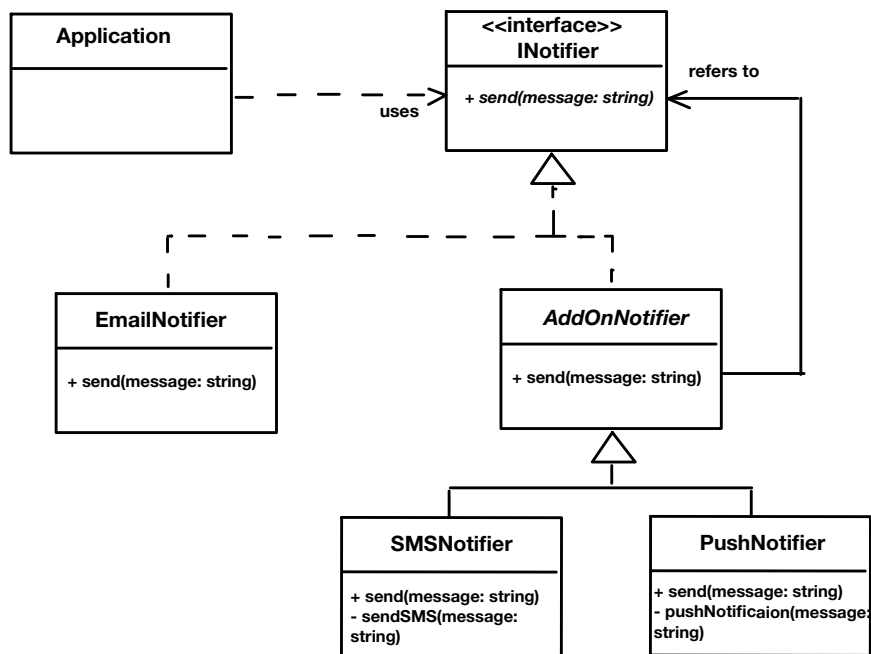 Application
<<interface>>
INotifier
+ send(message: string)
uses
refers to
EmailNotifier
+ send(message: string)
AddOnNotifier
+ send(message: string)
SMSNotifier
+ send(message: string)
- sendSMS(message:
string)
PushNotifier
+ send(message: string)
- pushNotificaion(message:
string)